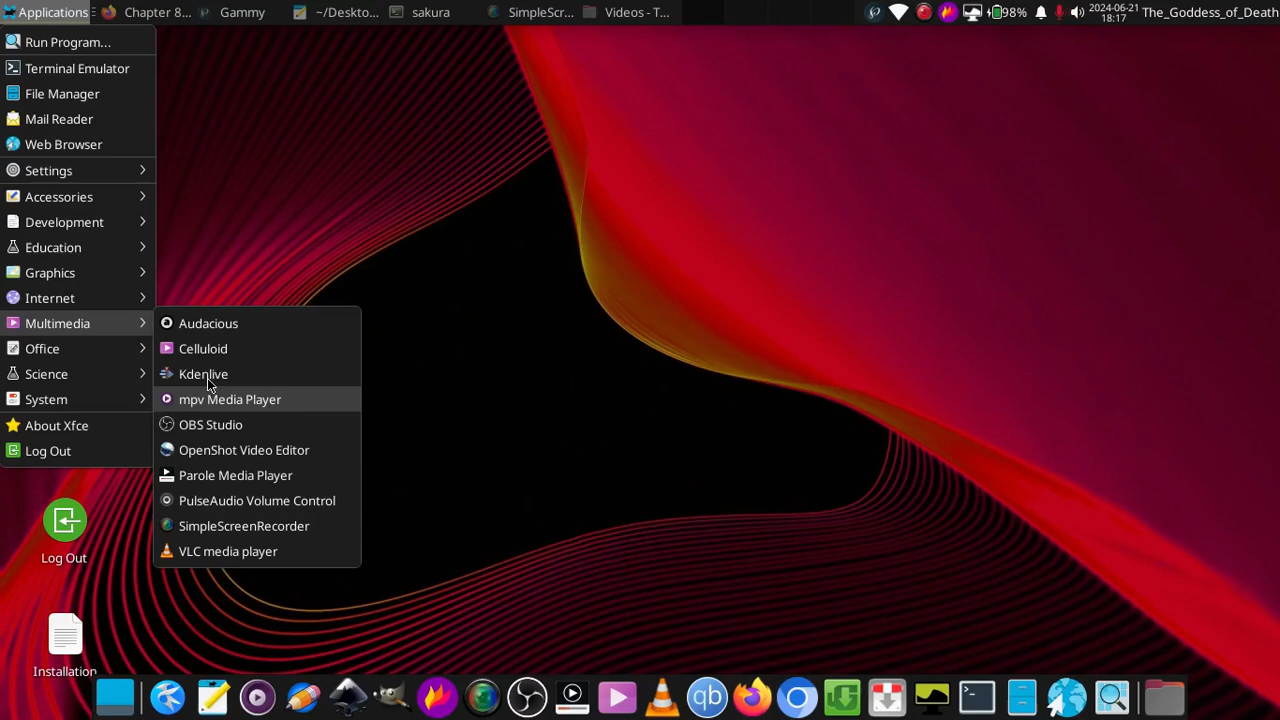 Applications
Chapter 8...
Gammy
~/Deskto...
sakura
SimpleScr...
Videos - T...
98%
2024-06-21
18:17
The_Goddess_of_Death
Run Program...
Terminal Emulator
File Manager
Mail Reader
Web Browser
Settings
Accessories
Development
Education
Graphics
Internet
Multimedia
Office
Science
System
About Xfce
Log Out
Audacious
Celluloid
Kdenlive
mpv Media Player
OBS Studio
OpenShot Video Editor
Parole Media Player
PulseAudio Volume Control
SimpleScreenRecorder
VLC media player
Log Out
Installation
qb